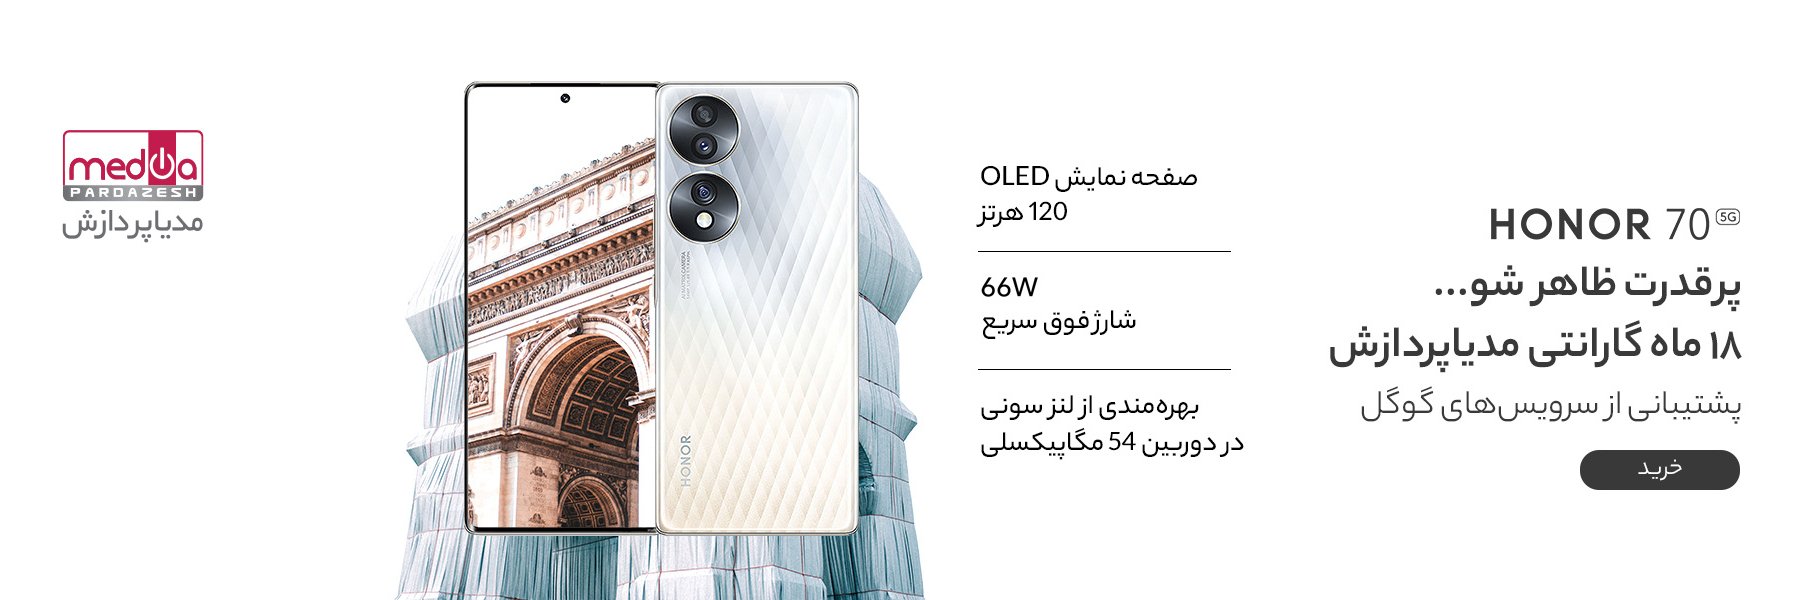 HONOR 70 5G
پرقدرت ظاهر شو...
۱۸ ماه گارانتی مدیاپردازش
پشتیبانی از سرویس‌های گوگل
خرید
صفحه نمایش OLED
120 هرتز
66W
شارژ فوق سریع
بهره‌مندی از لنز سونی
در دوربین 54 مگاپیکسلی
HONOR
media
PARDAZESH
مدیاپردازش